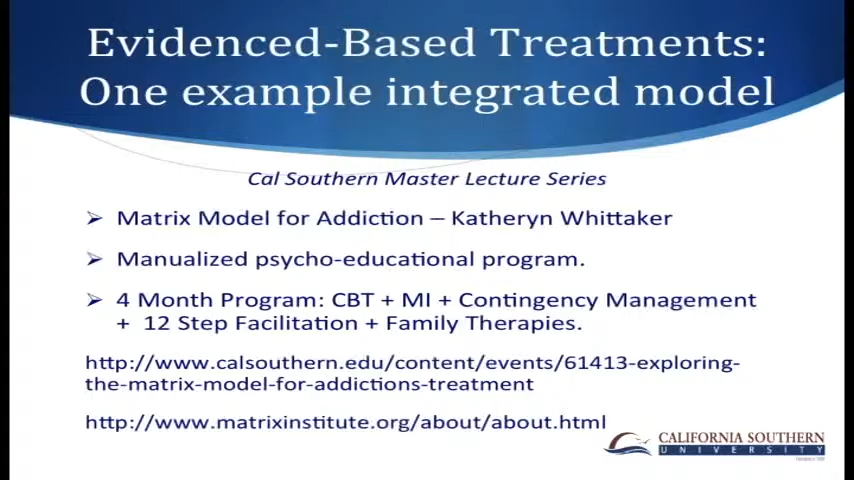 Evidenced-Based Treatments:
One example integrated model
Cal Southern Master Lecture Series
➢ Matrix Model for Addiction – Katheryn Whittaker
➢ Manualized psycho-educational program.
➢ 4 Month Program: CBT + MI + Contingency Management
+ 12 Step Facilitation + Family Therapies.
http://www.calsouthern.edu/content/events/61413-exploring-
the-matrix-model-for-addictions-treatment
http://www.matrixinstitute.org/about/about.html
CALIFORNIA SOUTHERN
UNIVERSITY